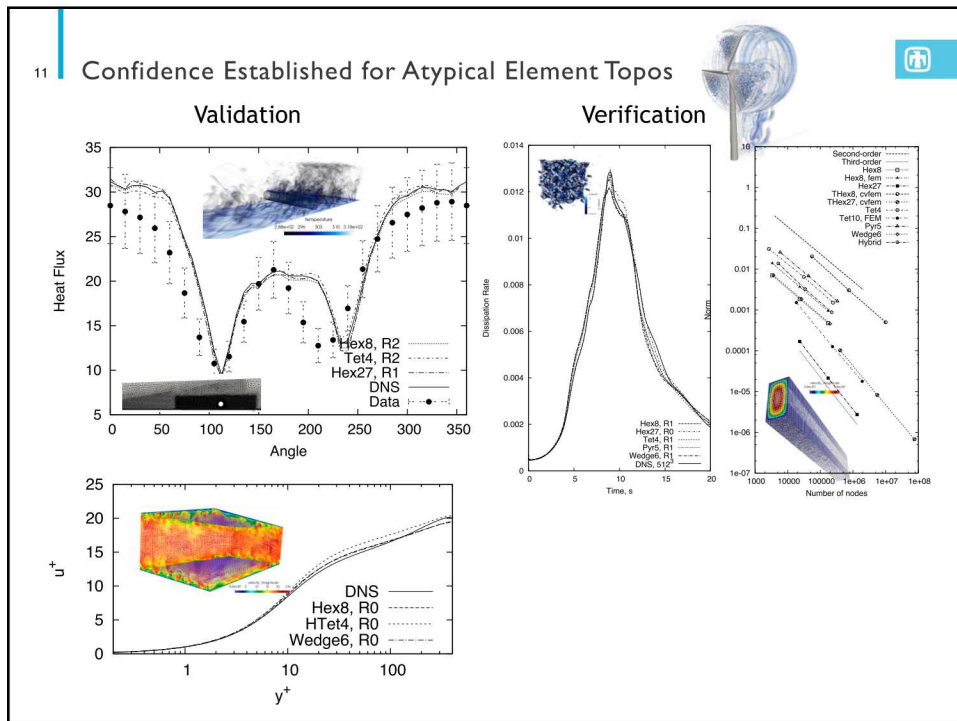 11
Confidence Established for Atypical Element Topos
Validation
Verification
35
30
25
20
15
10
5
Heat Flux
temperature
Hex8, R2
Tet4, R2
Hex27, R1
DNS
Data
0 50 100 150 200 250 300 350
Angle
0.014
0.012
0.01
0.008
0.006
0.004
0.002
Dissipation Rate
Hex8, R1
Hex27, R0
Tet4, R1
Pyr5, R1
Wedge6, R1
DNS, 512³
0 5 10 15 20
Time, s
10
1
0.1
0.01
0.001
0.0001
1e-05
1e-06
1e-07
Norm
Second-order
Third-order
Hex8
Hex8, fem
Hex27
THex8, cvfem
THex27, cvfem
Tet4
Tet10, FEM
Pyr5
Wedge6
Hybrid
1000 10000 100000 1e+06 1e+07 1e+08
Number of nodes
25
20
15
10
5
0
u⁺
DNS
Hex8, R0
HTet4, R0
Wedge6, R0
1 10 100
y⁺